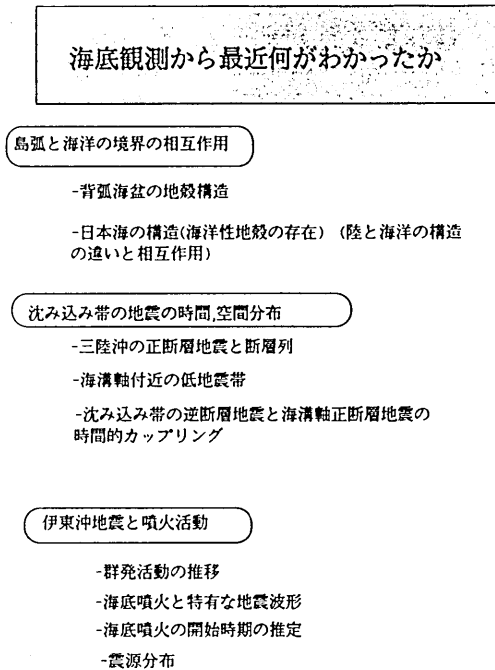 海底観測から最近何がわかったか
島弧と海洋の境界の相互作用
-背弧海盆の地殻構造
-日本海の構造(海洋性地殻の存在) (陸と海洋の構造
の違いと相互作用)
沈み込み帯の地震の時間,空間分布
-三陸沖の正断層地震と断層列
-海溝軸付近の低地震帯
-沈み込み帯の逆断層地震と海溝軸正断層地震の
時間的カップリング
伊東沖地震と噴火活動
-群発活動の推移
-海底噴火と特有な地震波形
-海底噴火の開始時期の推定
-震源分布